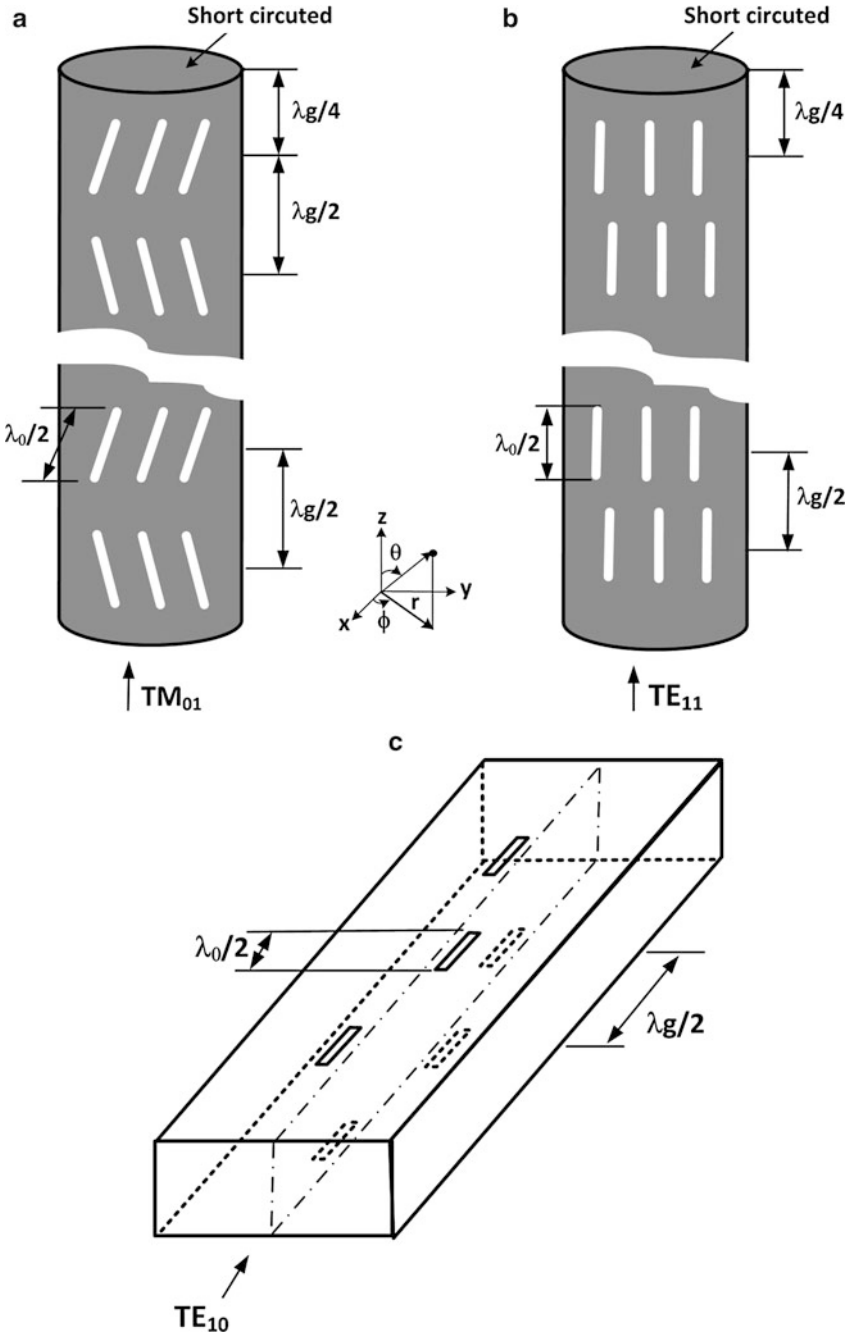 a
Short circuted
λg/4
λg/2
λ₀/2
λg/2
TM₀₁
z
θ
r
y
x
ϕ
b
Short circuted
λg/4
λ₀/2
λg/2
TE₁₁
c
λ₀/2
λg/2
TE₁₀